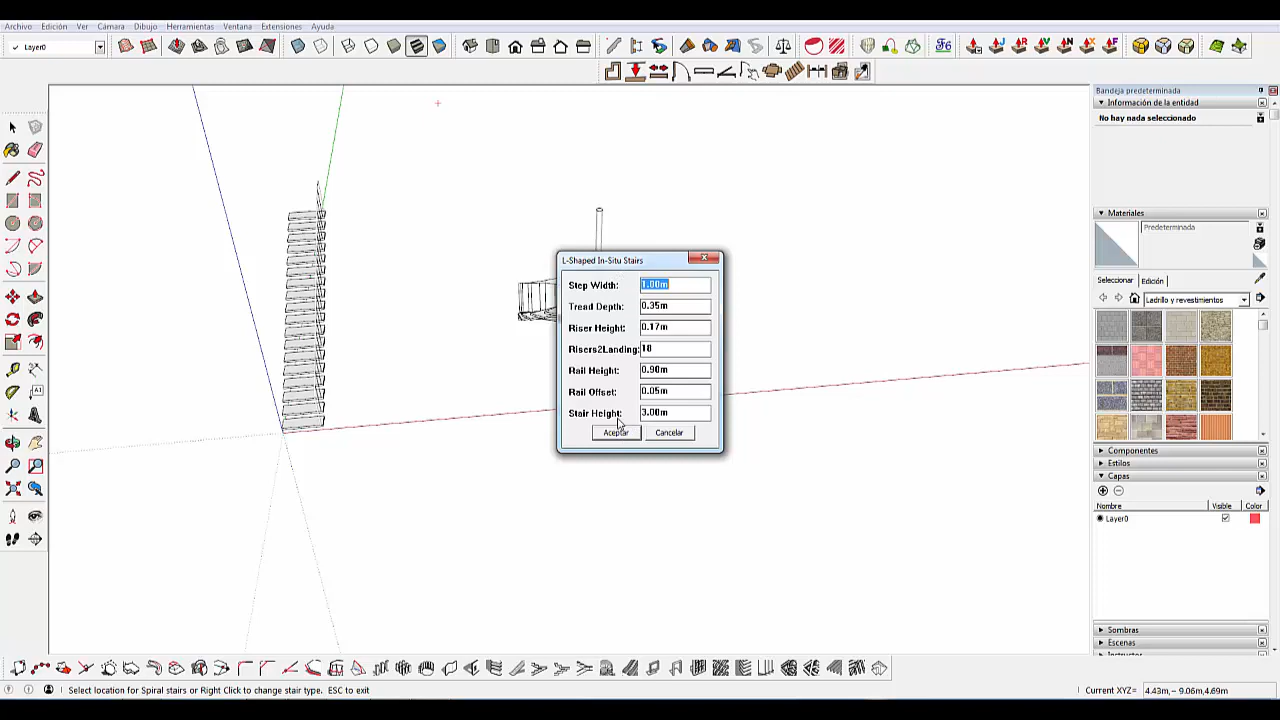 Archivo Edición Ver Cámara Dibujo Herramientas Ventana Extensiones Ayuda
Layer0
Bandeja predeterminada
Información de la entidad
No hay nada seleccionado
Materiales
Predeterminada
Seleccionar Edición
Ladrillo y revestimientos
L-Shaped In-Situ Stairs
Step Width: 1.00m
Tread Depth: 0.35m
Riser Height: 0.17m
Risers2Landing: 10
Rail Height: 0.90m
Rail Offset: 0.05m
Stair Height: 3.00m
Aceptar Cancelar
Componentes
Estilos
Capas
Nombre Visible Color
Layer0
Sombras
Escenas
Select location for Spiral stairs or Right Click to change stair type. ESC to exit
Current XYZ= 4.43m,− 9.06m,4.69m